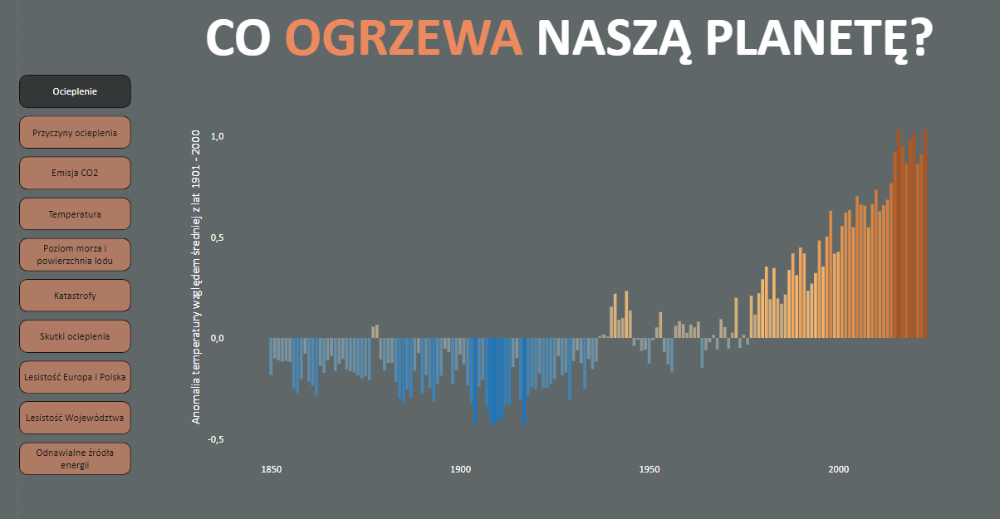 CO OGRZEWA NASZĄ PLANETĘ?
Ocieplenie
Przyczyny ocieplenia
Emisja CO2
Temperatura
Poziom morza i
powierzchnia lodu
Katastrofy
Skutki ocieplenia
Lesistość Europa i Polska
Lesistość Województwa
Odnawialne źródła
energii
Anomalia temperatury względem średniej z lat 1901 - 2000
1,0
0,5
0,0
-0,5
1850
1900
1950
2000